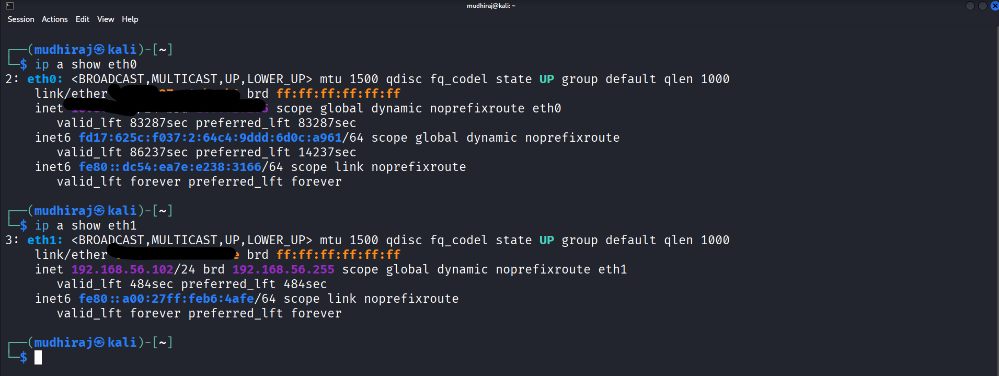 mudhiraj@kali: ~
Session Actions Edit View Help
┌──(mudhiraj㉿kali)-[~]
└─$ ip a show eth0
2: eth0: <BROADCAST,MULTICAST,UP,LOWER_UP> mtu 1500 qdisc fq_codel state UP group default qlen 1000
link/ether brd ff:ff:ff:ff:ff:ff
inet scope global dynamic noprefixroute eth0
valid_lft 83287sec preferred_lft 83287sec
inet6 fd17:625c:f037:2:64c4:9ddd:6d0c:a961/64 scope global dynamic noprefixroute
valid_lft 86237sec preferred_lft 14237sec
inet6 fe80::dc54:ea7e:e238:3166/64 scope link noprefixroute
valid_lft forever preferred_lft forever
┌──(mudhiraj㉿kali)-[~]
└─$ ip a show eth1
3: eth1: <BROADCAST,MULTICAST,UP,LOWER_UP> mtu 1500 qdisc fq_codel state UP group default qlen 1000
link/ether brd ff:ff:ff:ff:ff:ff
inet 192.168.56.102/24 brd 192.168.56.255 scope global dynamic noprefixroute eth1
valid_lft 484sec preferred_lft 484sec
inet6 fe80::a00:27ff:feb6:4afe/64 scope link noprefixroute
valid_lft forever preferred_lft forever
┌──(mudhiraj㉿kali)-[~]
└─$